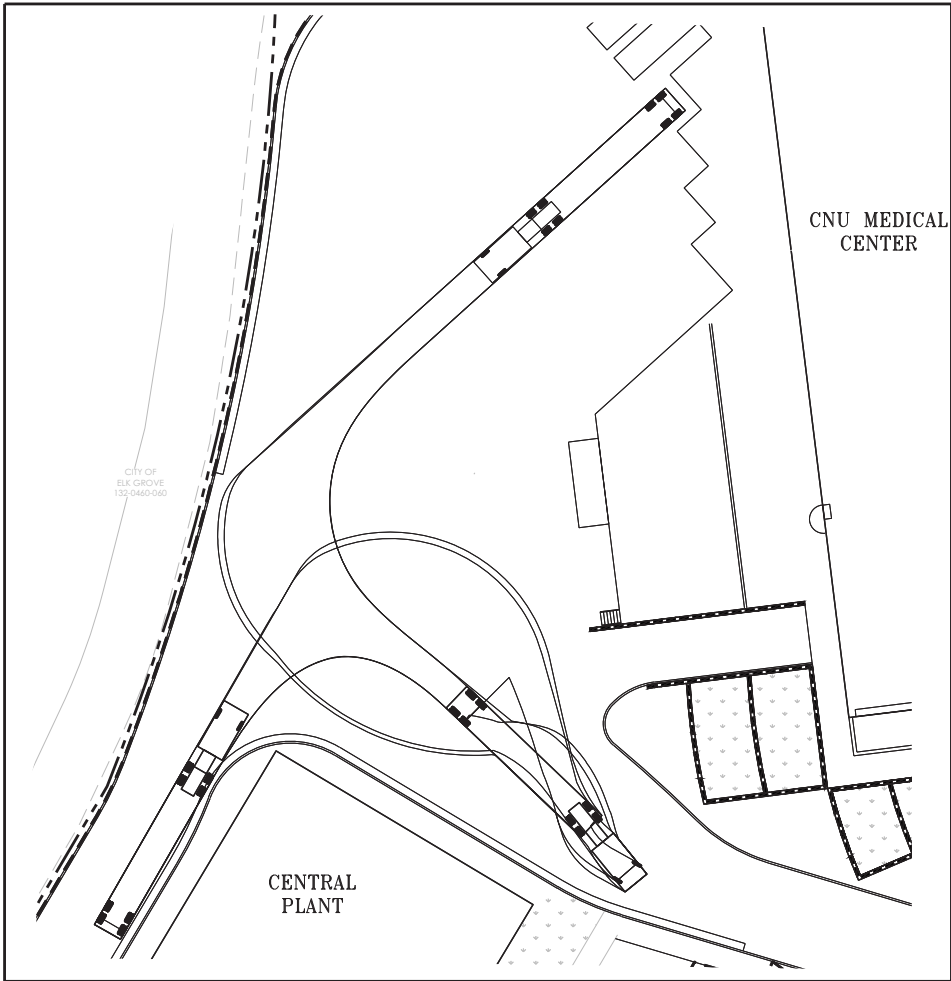 CNU MEDICAL
CENTER
CITY OF
ELK GROVE
132-0460-060
CENTRAL
PLANT